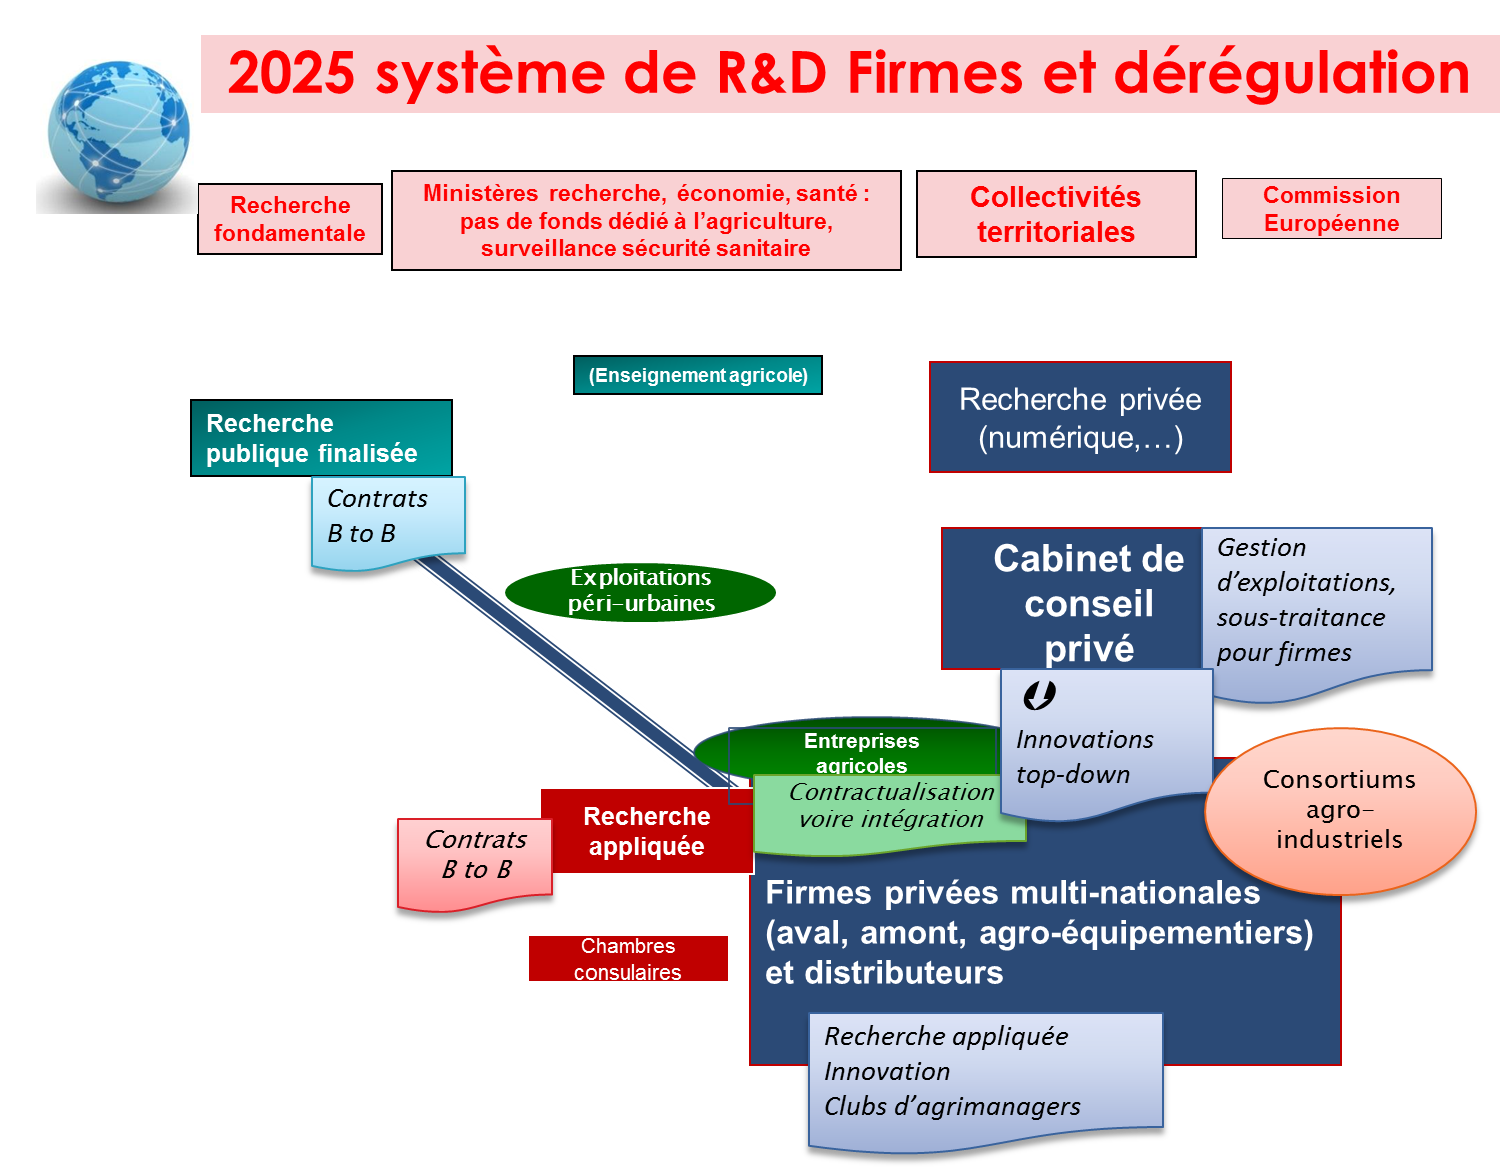 2025 système de R&D Firmes et dérégulation
Recherche
fondamentale
Ministères recherche, économie, santé :
pas de fonds dédié à l’agriculture,
surveillance sécurité sanitaire
Collectivités
territoriales
Commission
Européenne
(Enseignement agricole)
Recherche privée
(numérique,…)
Recherche
publique finalisée
Contrats
B to B
Exploitations
péri-urbaines
Cabinet de
conseil
privé
Gestion
d’exploitations,
sous-traitance
pour firmes
Innovations
top-down
Entreprises
agricoles
Contractualisation
voire intégration
Consortiums
agro-
industriels
Recherche
appliquée
Contrats
B to B
Firmes privées multi-nationales
(aval, amont, agro-équipementiers)
et distributeurs
Chambres
consulaires
Recherche appliquée
Innovation
Clubs d’agrimanagers